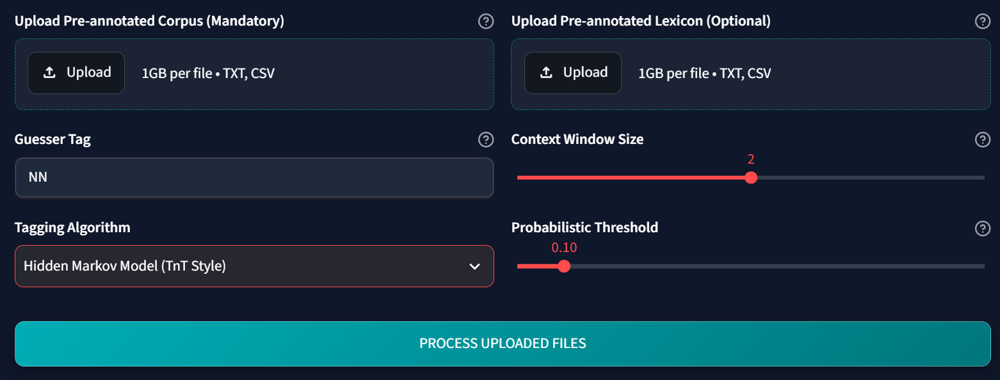 Upload Pre-annotated Corpus (Mandatory)
Upload
1GB per file • TXT, CSV
Upload Pre-annotated Lexicon (Optional)
Upload
1GB per file • TXT, CSV
Guesser Tag
NN
Context Window Size
2
Tagging Algorithm
Hidden Markov Model (TnT Style)
Probabilistic Threshold
0.10
PROCESS UPLOADED FILES